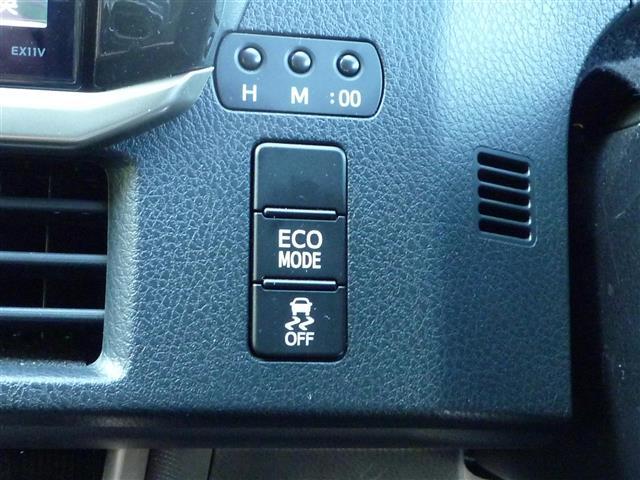 EX11V
H M :00
ECO
MODE
OFF